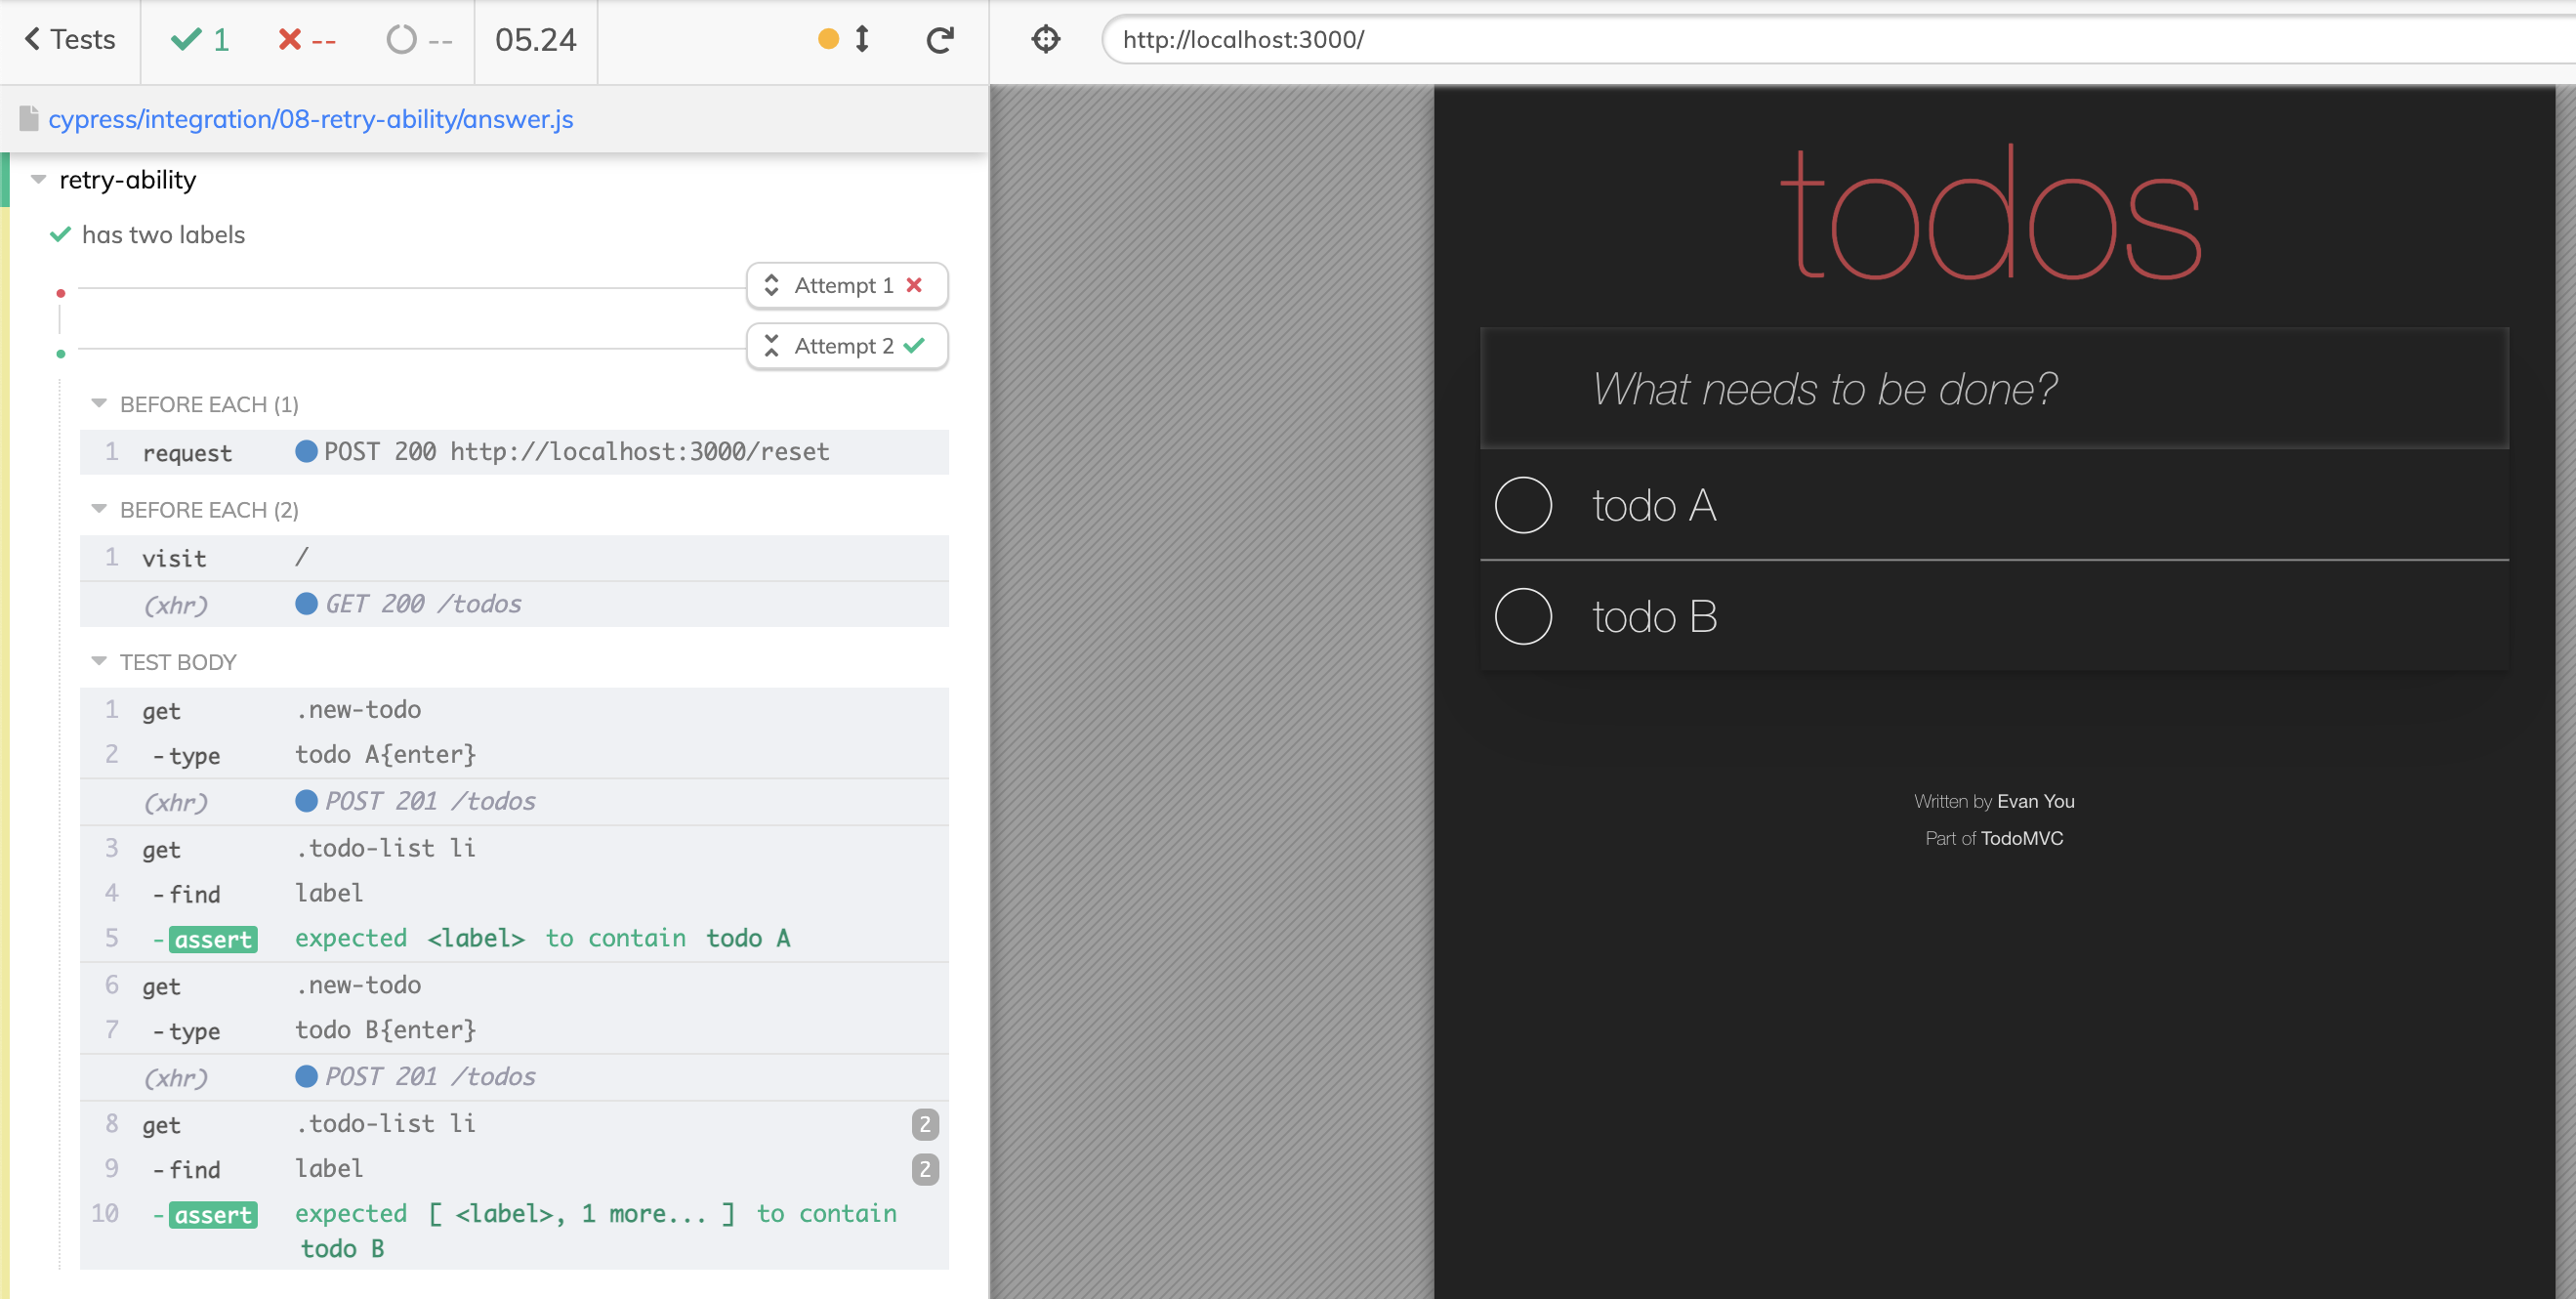 Tests 1 -- -- 05.24
http://localhost:3000/
cypress/integration/08-retry-ability/answer.js
retry-ability
has two labels
Attempt 1
Attempt 2
BEFORE EACH (1)
1 request POST 200 http://localhost:3000/reset
BEFORE EACH (2)
1 visit /
(xhr) GET 200 /todos
TEST BODY
1 get .new-todo
2 -type todo A{enter}
(xhr) POST 201 /todos
3 get .todo-list li
4 -find label
5 -assert expected <label> to contain todo A
6 get .new-todo
7 -type todo B{enter}
(xhr) POST 201 /todos
8 get .todo-list li 2
9 -find label 2
10 -assert expected [ <label>, 1 more... ] to contain
todo B
todos
What needs to be done?
todo A
todo B
Written by Evan You
Part of TodoMVC